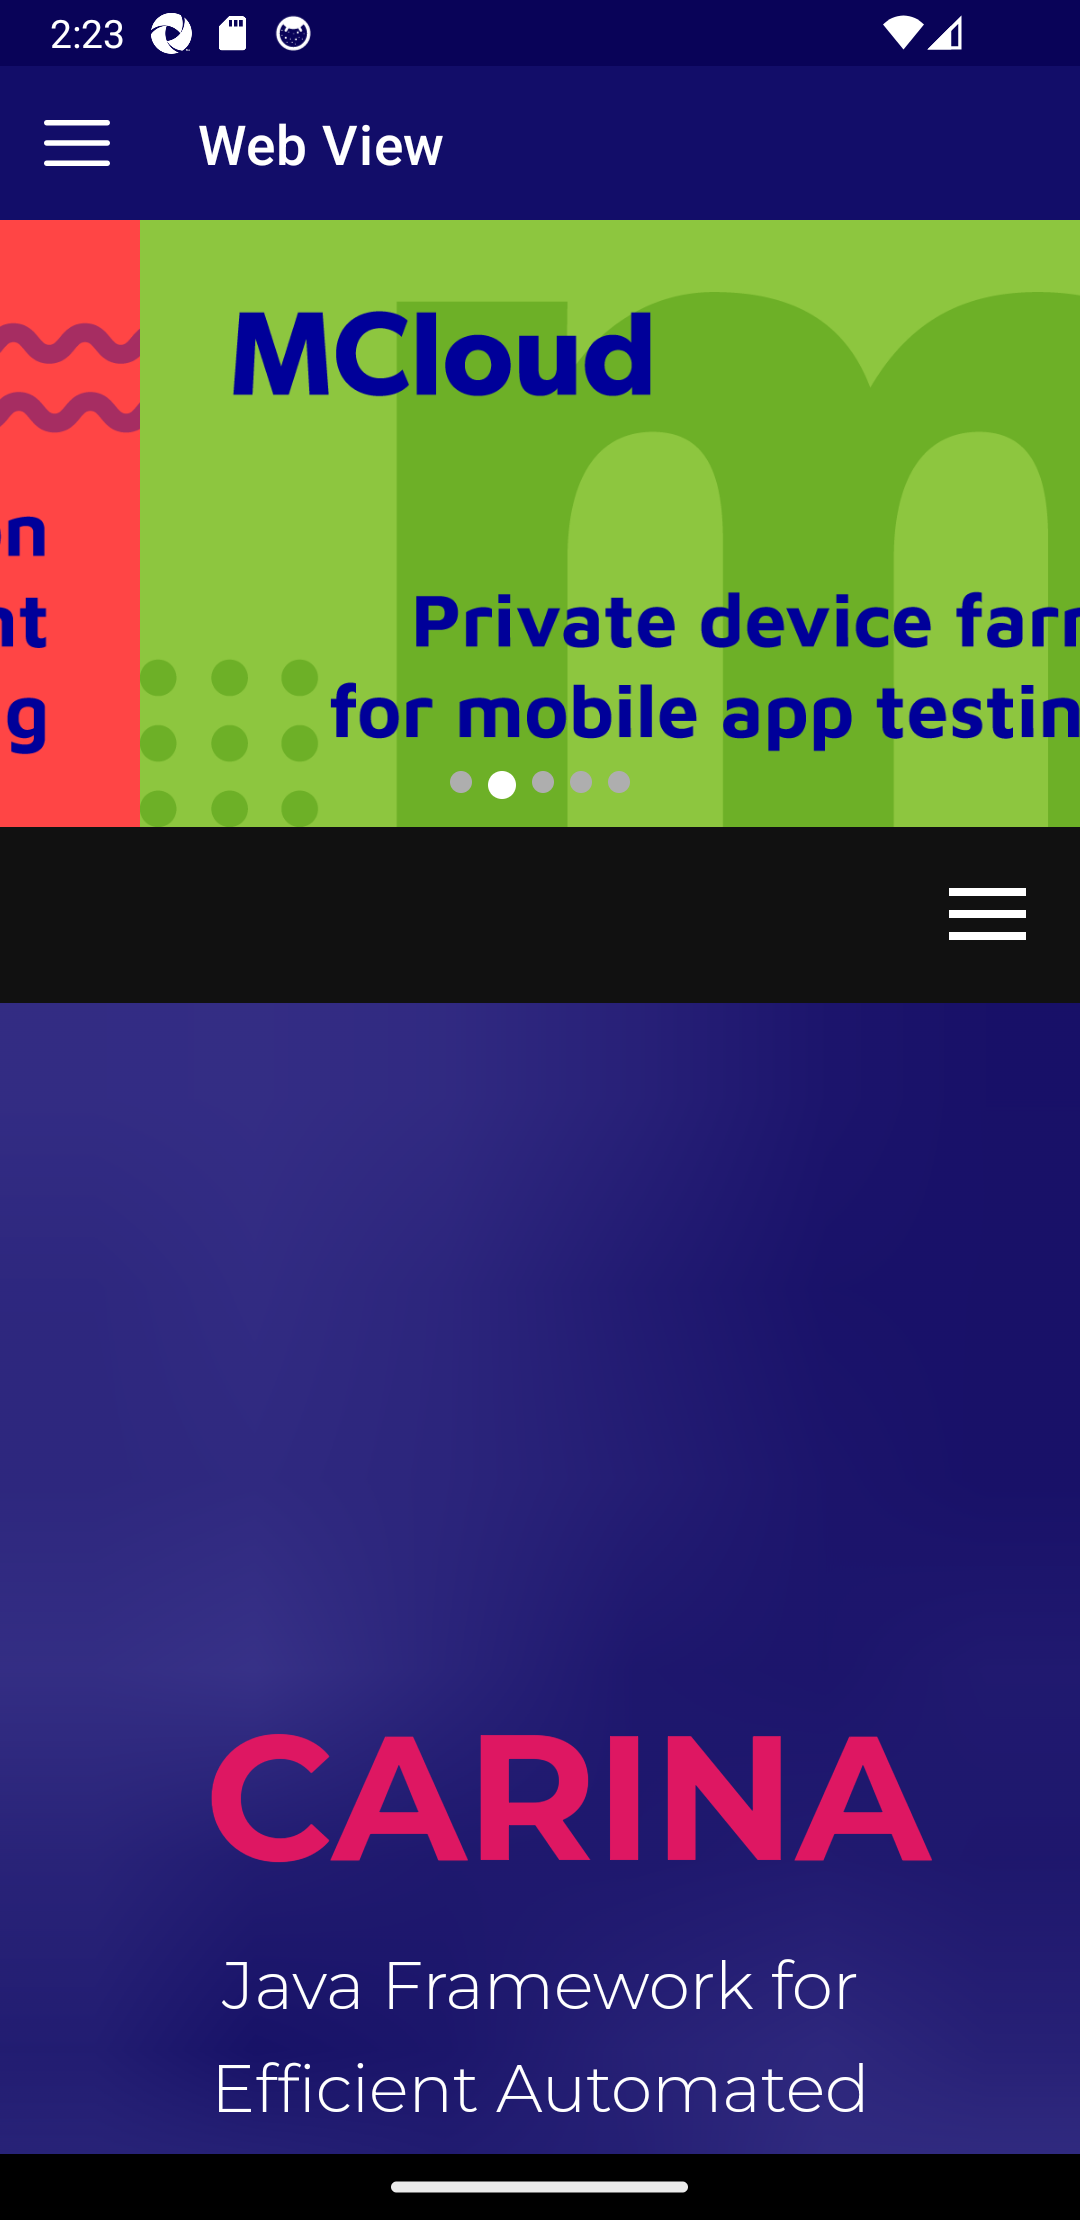 2:23
Web View
MCloud
on
nt
g
Private device far
for mobile app testin
CARINA
Java Framework for
Efficient Automated